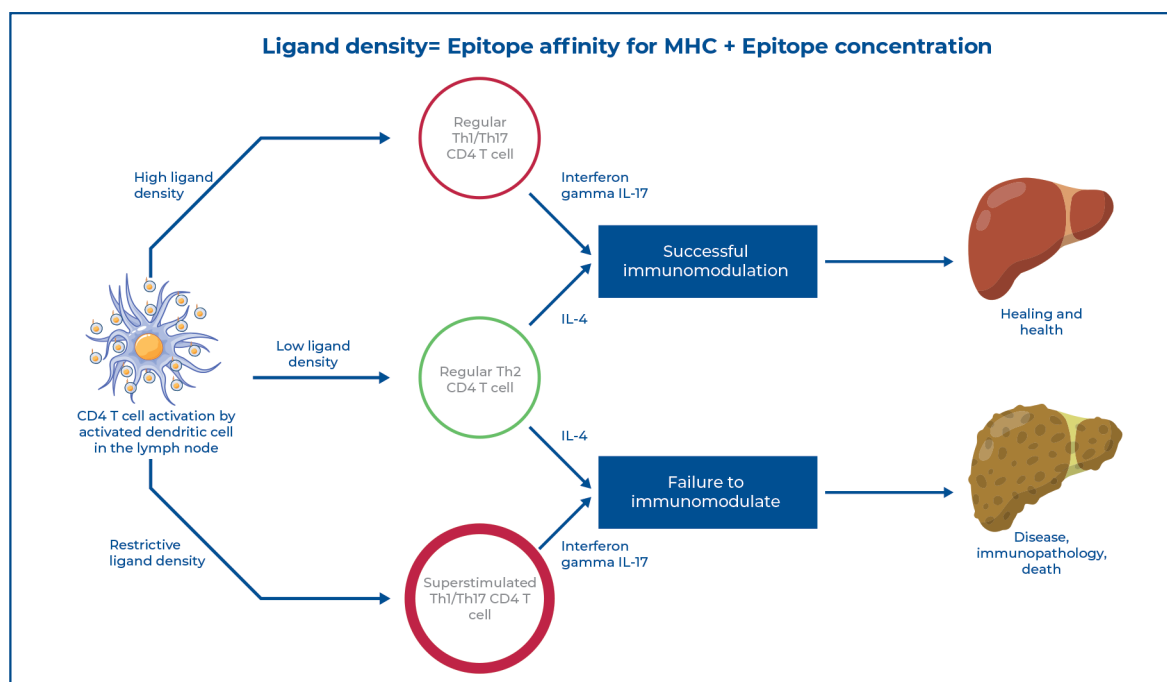 Ligand density= Epitope affinity for MHC + Epitope concentration
Regular
Th1/Th17
CD4 T cell
High ligand
density
Interferon
gamma IL-17
Successful
immunomodulation
Healing and
health
IL-4
Low ligand
density
Regular Th2
CD4 T cell
CD4 T cell activation by
activated dendritic cell
in the lymph node
IL-4
Failure to
immunomodulate
Restrictive
ligand density
Interferon
gamma IL-17
Disease,
immunopathology,
death
Superstimulated
Th1/Th17 CD4 T
cell